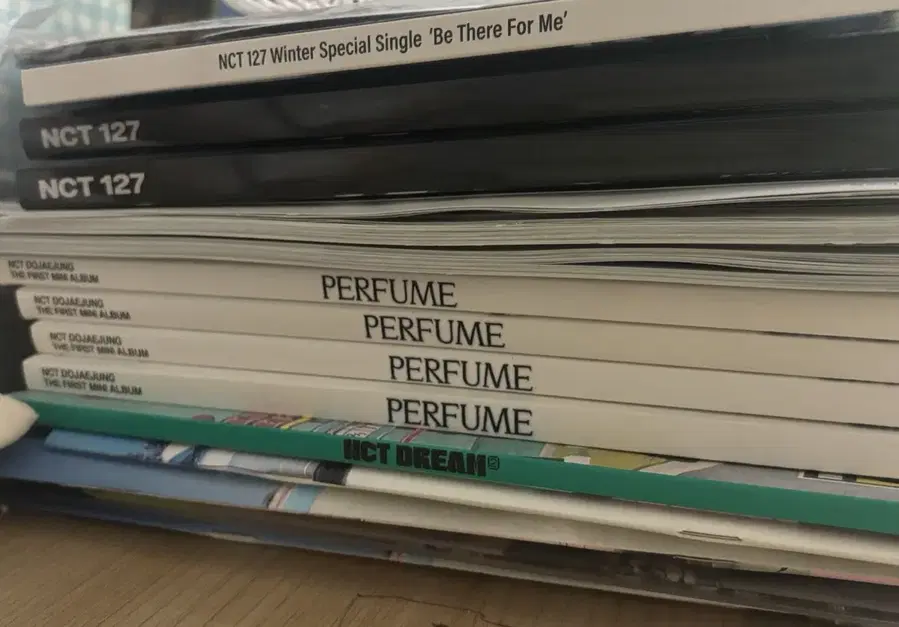 NCT 127 Winter Special Single 'Be There For Me'
NCT 127
NCT 127
NCT DOJAEJUNG
THE FIRST MINI ALBUM
PERFUME
NCT DOJAEJUNG
THE FIRST MINI ALBUM
PERFUME
NCT DOJAEJUNG
THE FIRST MINI ALBUM
PERFUME
NCT DOJAEJUNG
THE FIRST MINI ALBUM
PERFUME
NCT DREAM